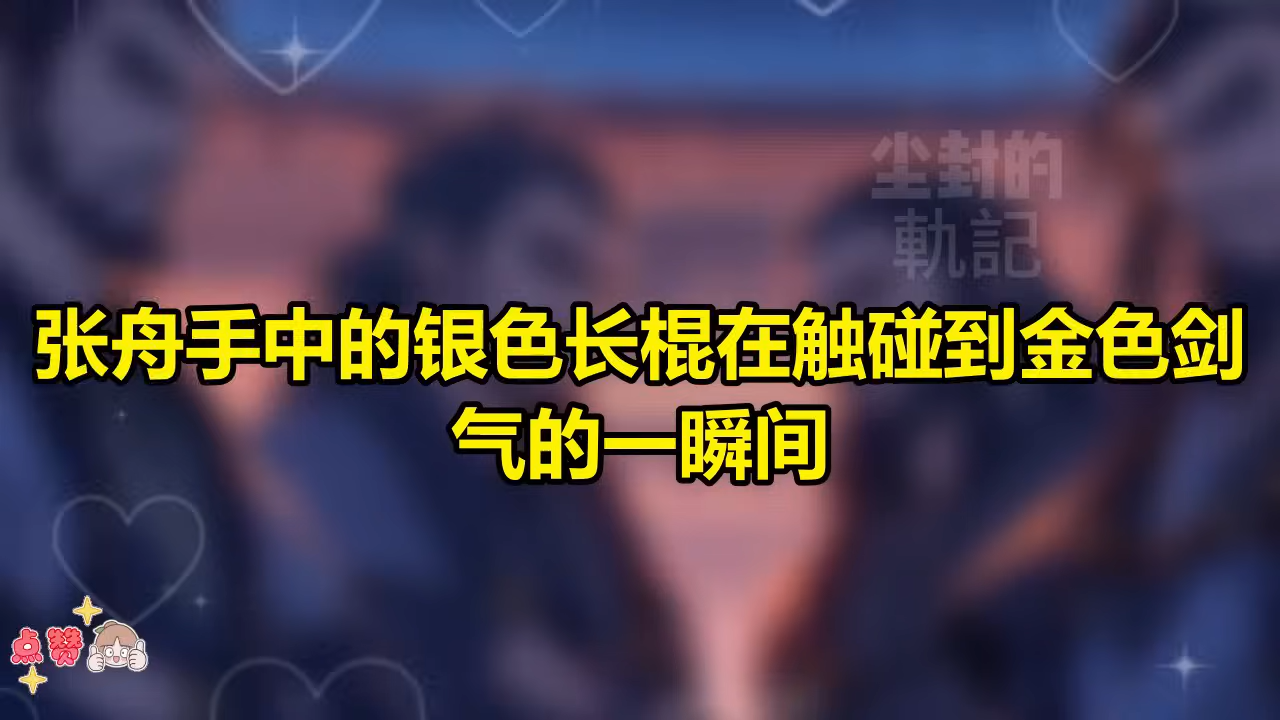 尘封的
軌記
张舟手中的银色长棍在触碰到金色剑
气的一瞬间
点赞